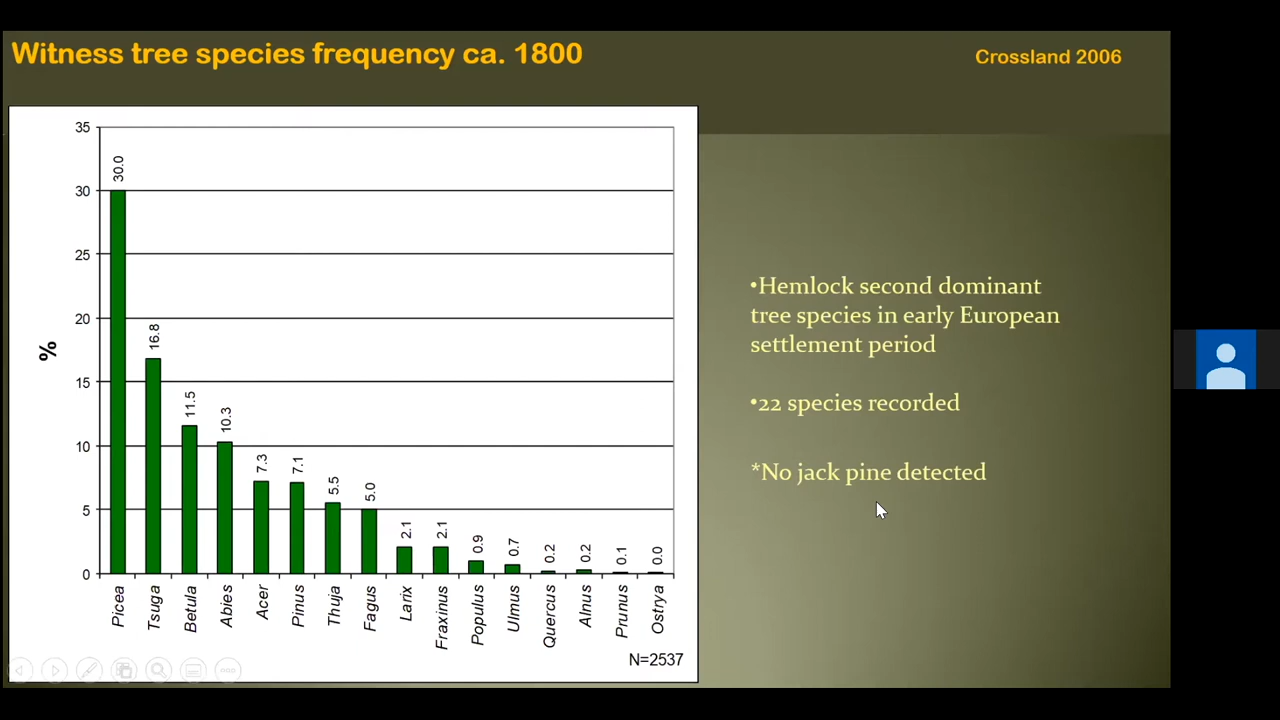 Witness tree species frequency ca. 1800
Crossland 2006
35
30
25
20
15
10
5
0
%
30.0
16.8
11.5
10.3
7.3
7.1
5.5
5.0
2.1
2.1
0.9
0.7
0.2
0.2
0.1
0.0
Picea
Tsuga
Betula
Abies
Acer
Pinus
Thuja
Fagus
Larix
Fraxinus
Populus
Ulmus
Quercus
Alnus
Prunus
Ostrya
N=2537
•Hemlock second dominant
tree species in early European
settlement period
•22 species recorded
*No jack pine detected